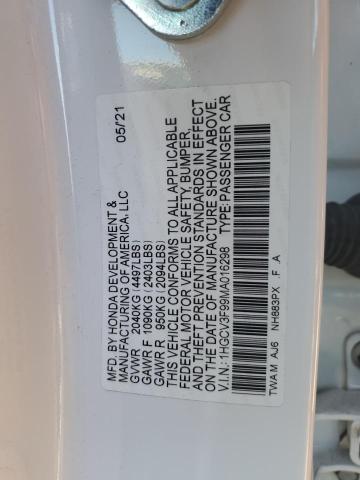 MFD. BY HONDA DEVELOPMENT & 05/21
MANUFACTURING OF AMERICA, LLC
GVWR 2040KG (4497LBS)
GAWR F 1090KG (2403LBS)
GAWR R 950KG (2094LBS)
THIS VEHICLE CONFORMS TO ALL APPLICABLE
FEDERAL MOTOR VEHICLE SAFETY, BUMPER,
AND THEFT PREVENTION STANDARDS IN EFFECT
ON THE DATE OF MANUFACTURE SHOWN ABOVE.
V.I.N.: 1HGCV3F99MA016298 TYPE: PASSENGER CAR
TWA M AJ6 NH883PX .F .A